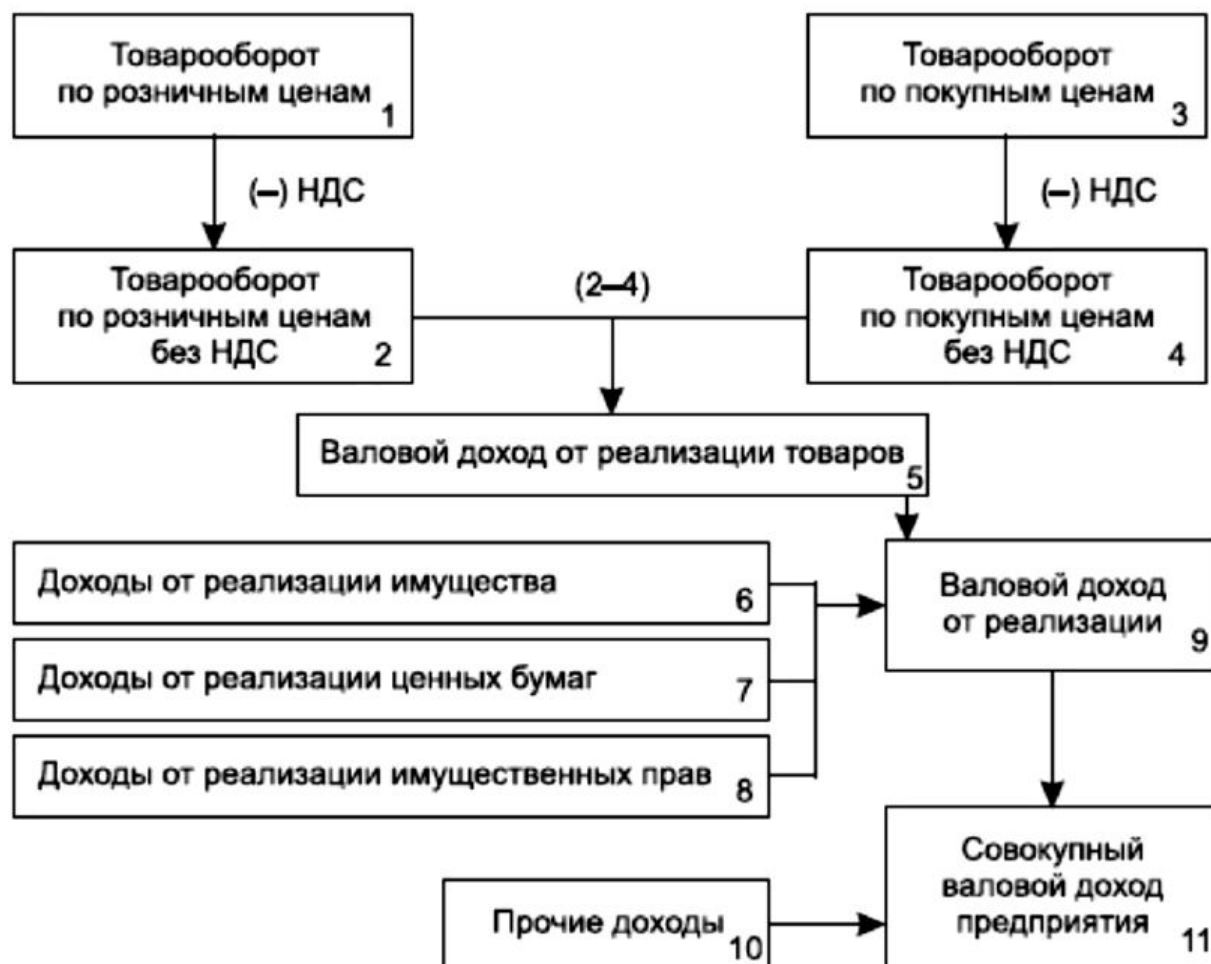 Товарооборот
по розничным ценам
1
Товарооборот
по покупным ценам
3
(–) НДС
(–) НДС
Товарооборот
по розничным ценам
без НДС
2
(2–4)
Товарооборот
по покупным ценам
без НДС
4
Валовой доход от реализации товаров
5
Доходы от реализации имущества
6
Доходы от реализации ценных бумаг
7
Доходы от реализации имущественных прав
8
Валовой доход
от реализации
9
Прочие доходы
10
Совокупный
валовой доход
предприятия
11